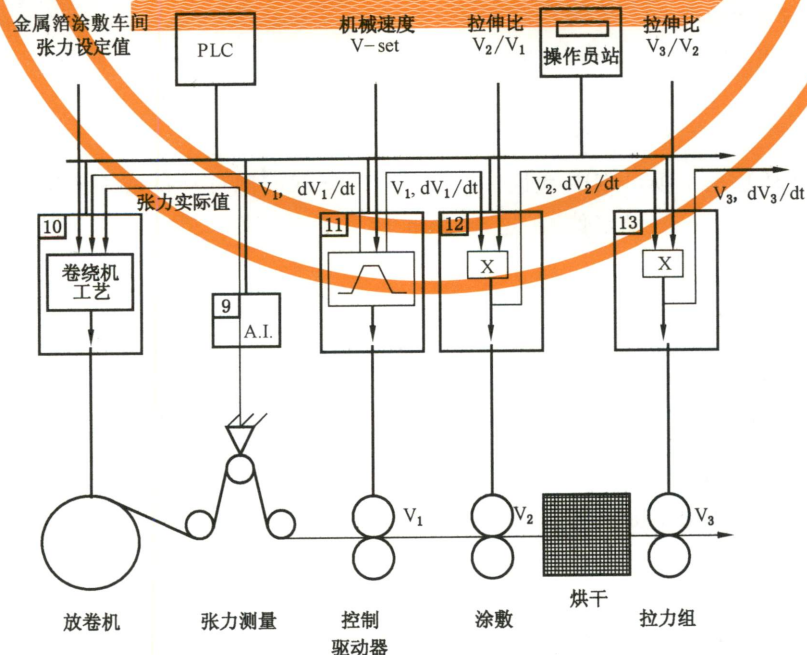 金属箔涂敷车间
张力设定值
PLC
机械速度
V-set
拉伸比
V₂/V₁
操作员站
拉伸比
V₃/V₂
张力实际值
V₁, dV₁/dt
V₁, dV₁/dt
V₂, dV₂/dt
V₃, dV₃/dt
10
卷绕机
工艺
9
A.I.
11
12
X
13
X
V₁
V₂
V₃
放卷机
张力测量
控制
驱动器
涂敷
烘干
拉力组